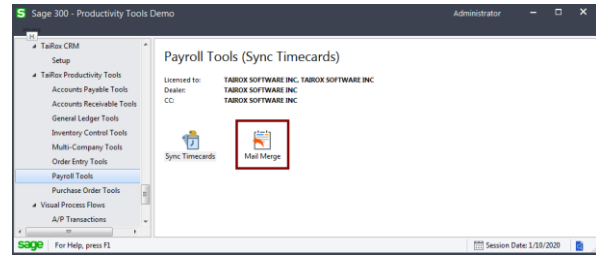 S Sage 300 - Productivity Tools Demo
Administrator
H
TaiRox CRM
Setup
TaiRox Productivity Tools
Accounts Payable Tools
Accounts Receivable Tools
General Ledger Tools
Inventory Control Tools
Multi-Company Tools
Order Entry Tools
Payroll Tools
Purchase Order Tools
Visual Process Flows
A/P Transactions
Payroll Tools (Sync Timecards)
Licensed to: TAIROX SOFTWARE INC, TAIROX SOFTWARE INC
Dealer: TAIROX SOFTWARE INC
CC: TAIROX SOFTWARE INC
Sync Timecards
Mail Merge
sage For Help, press F1
Session Date: 1/10/2020